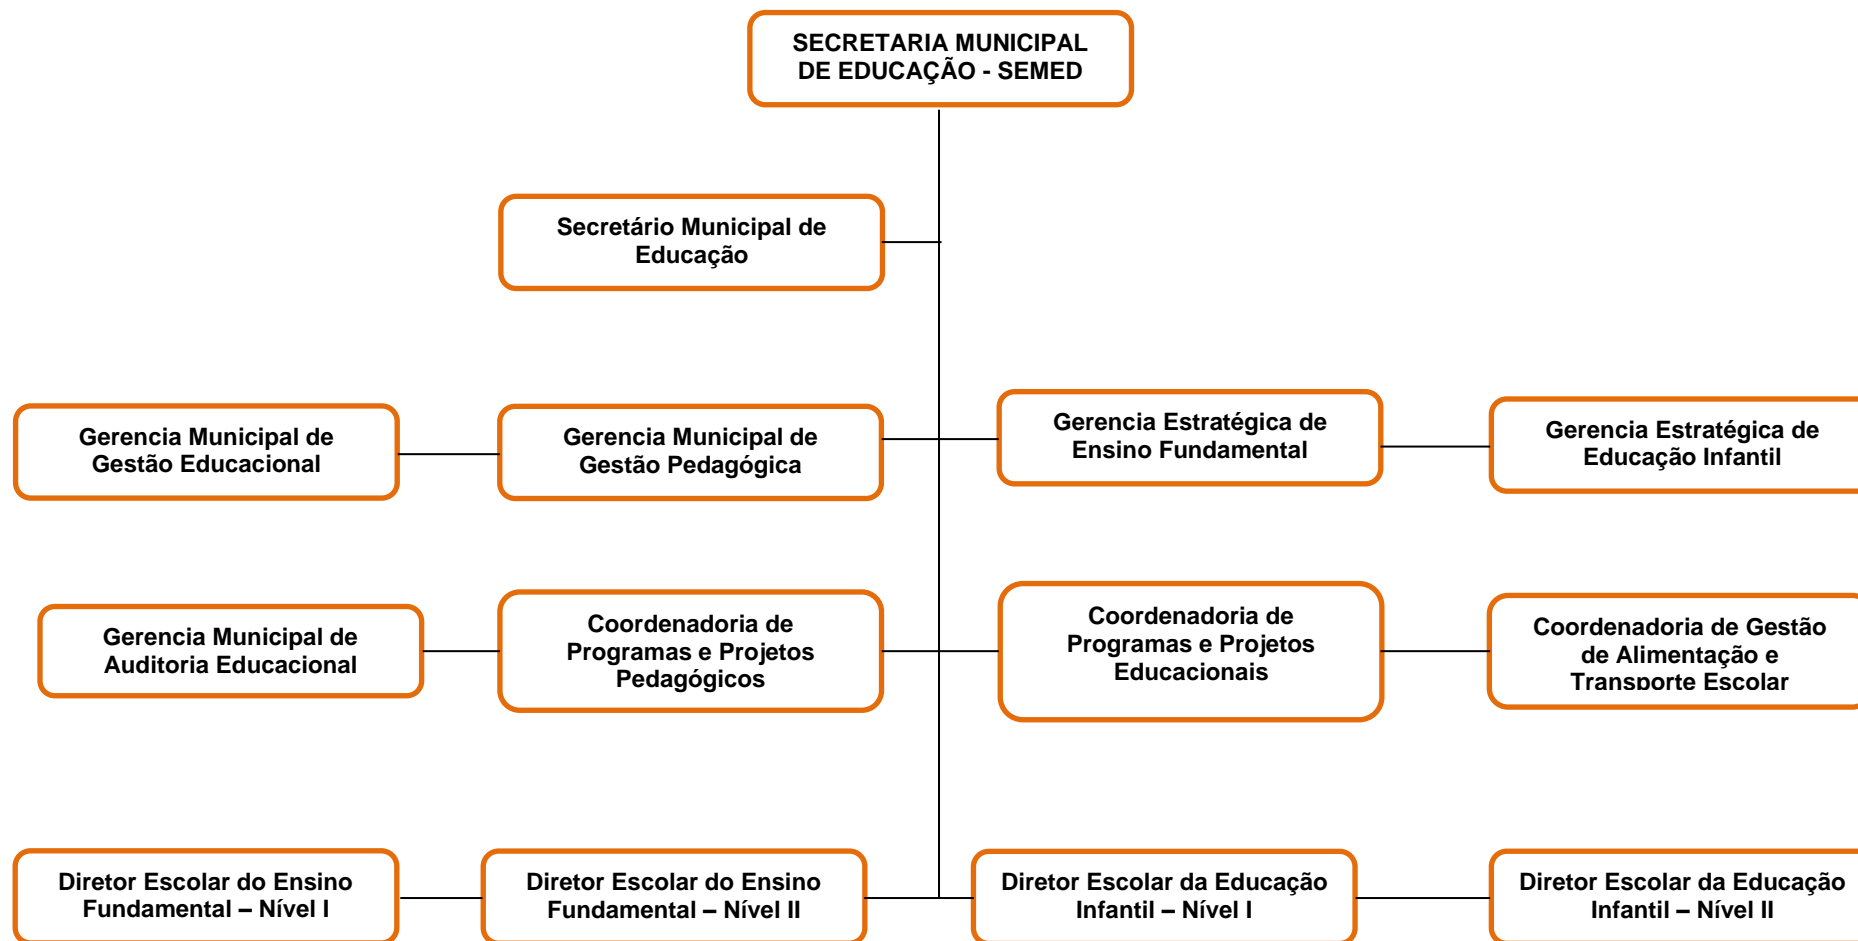 SECRETARIA MUNICIPAL
DE EDUCAÇÃO - SEMED
Secretário Municipal de
Educação
Gerencia Municipal de
Gestão Educacional
Gerencia Municipal de
Gestão Pedagógica
Gerencia Estratégica de
Ensino Fundamental
Gerencia Estratégica de
Educação Infantil
Gerencia Municipal de
Auditoria Educacional
Coordenadoria de
Programas e Projetos
Pedagógicos
Coordenadoria de
Programas e Projetos
Educacionais
Coordenadoria de Gestão
de Alimentação e
Transporte Escolar
Diretor Escolar do Ensino
Fundamental – Nível I
Diretor Escolar do Ensino
Fundamental – Nível II
Diretor Escolar da Educação
Infantil – Nível I
Diretor Escolar da Educação
Infantil – Nível II